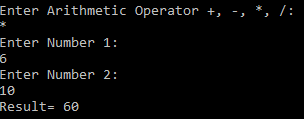 Enter Arithmetic Operator +, -, *, /:
*
Enter Number 1:
6
Enter Number 2:
10
Result= 60